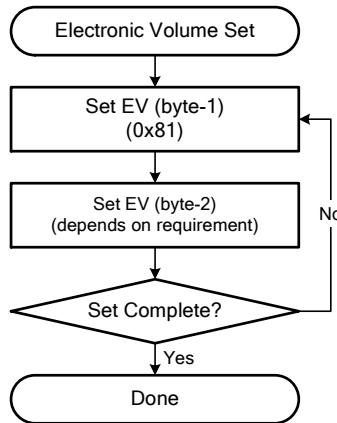 Electronic Volume Set
Set EV (byte-1)
(0x81)
Set EV (byte-2)
(depends on requirement)
No
Set Complete?
Yes
Done